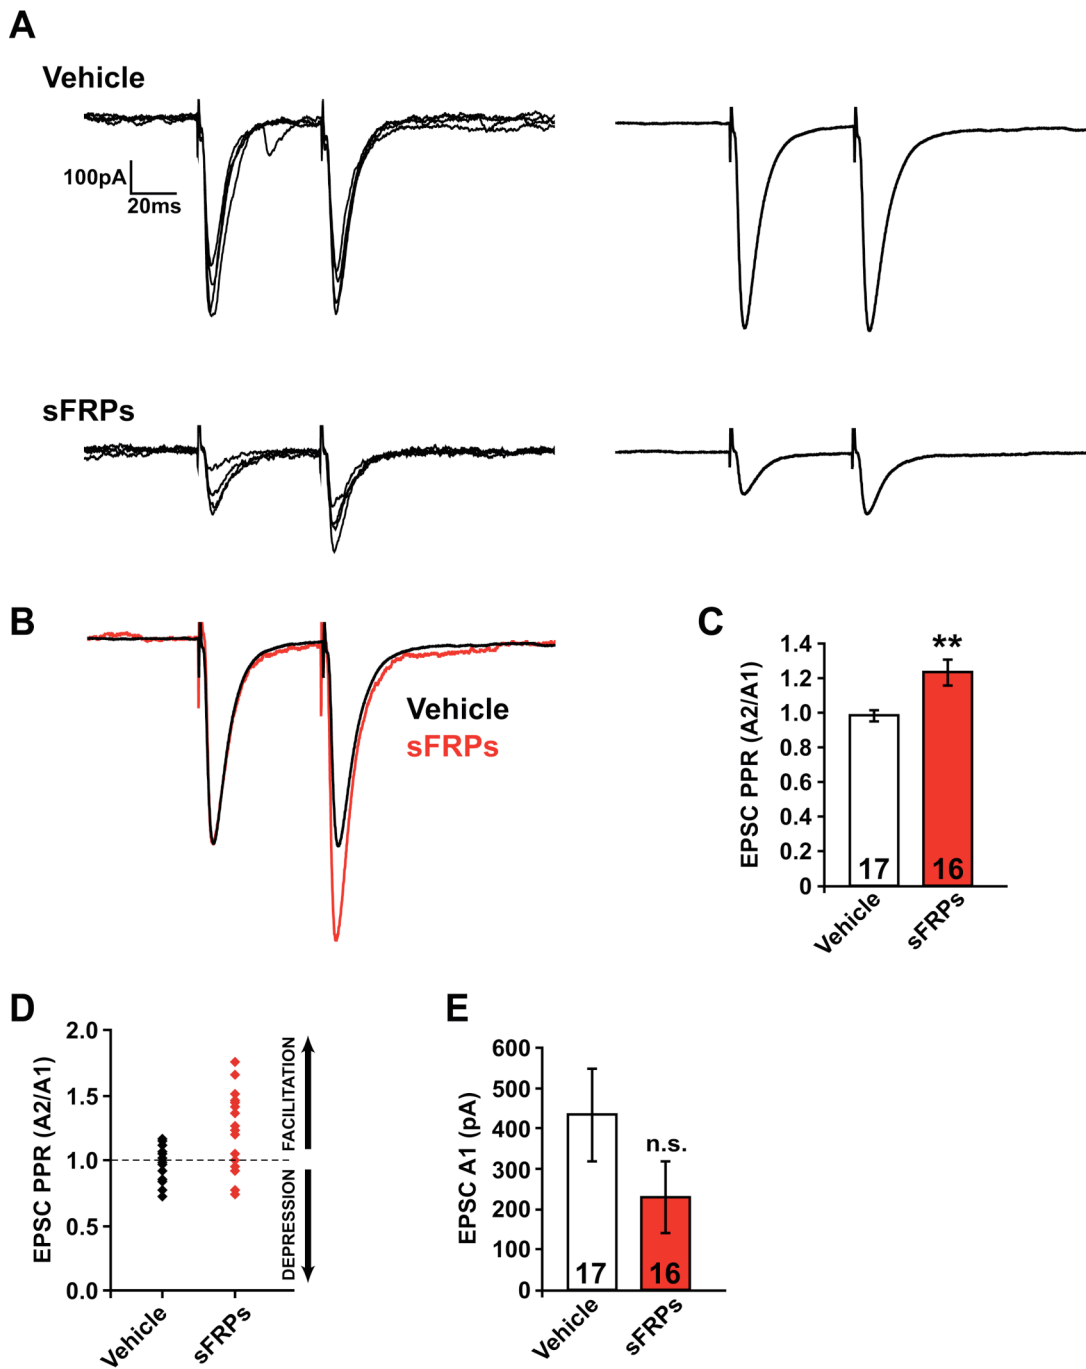 A
Vehicle
100pA
20ms
sFRPs
B
Vehicle
sFRPs
C
EPSC PPR (A2/A1)
1.4
1.2
1.0
0.8
0.6
0.4
0.2
0
**
17
16
Vehicle
sFRPs
D
EPSC PPR (A2/A1)
2.0
1.5
1.0
0.5
0.0
FACILITATION
DEPRESSION
Vehicle
sFRPs
E
EPSC A1 (pA)
600
500
400
300
200
100
0
n.s.
17
16
Vehicle
sFRPs